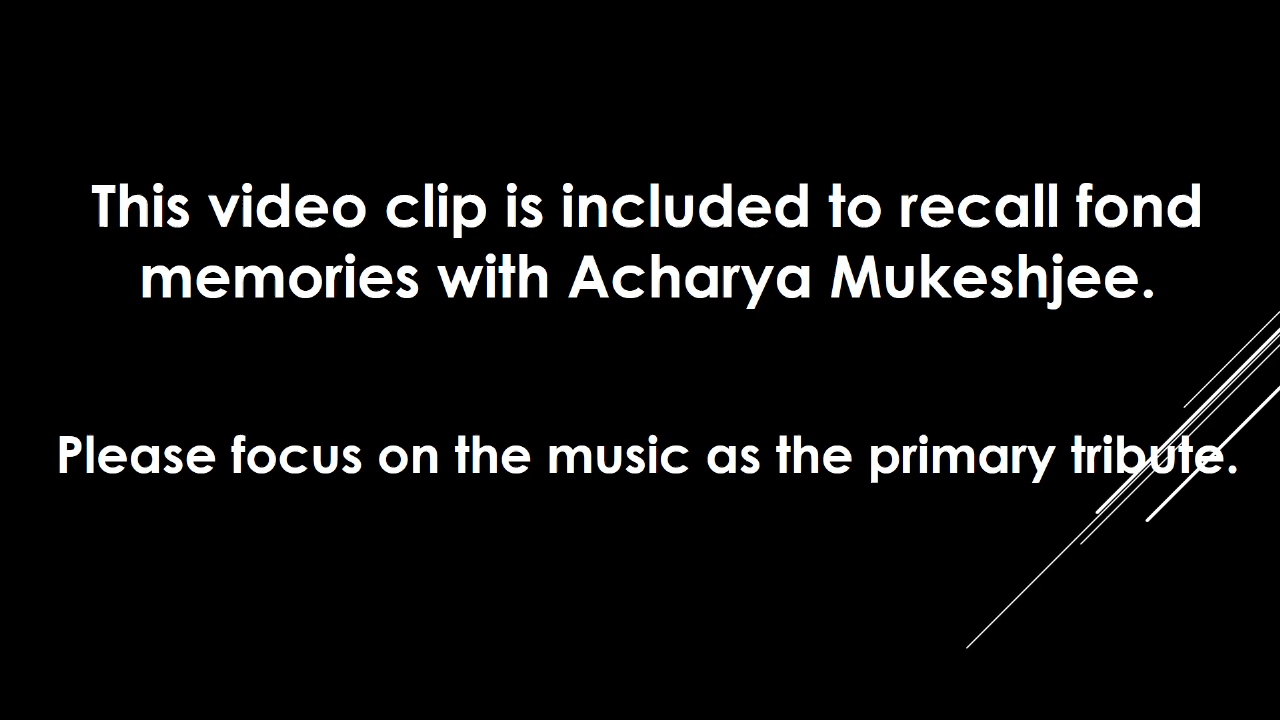 This video clip is included to recall fond
memories with Acharya Mukeshjee.
Please focus on the music as the primary tribute.